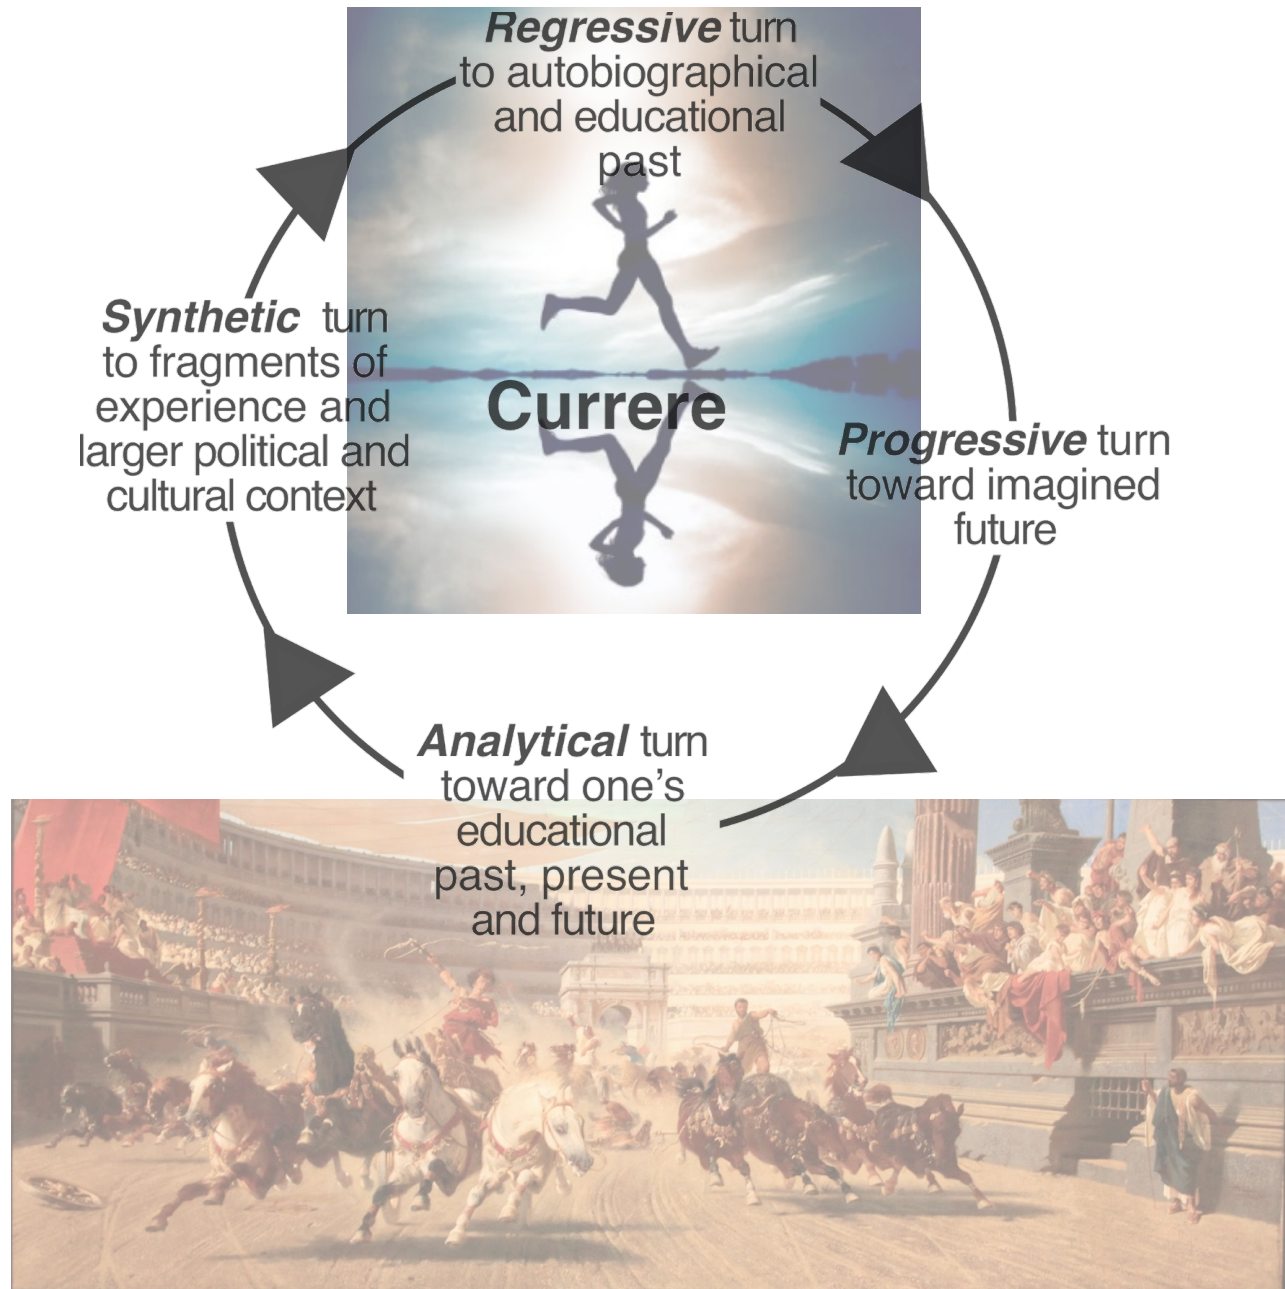 Regressive turn
to autobiographical
and educational
past
Progressive turn
toward imagined
future
Analytical turn
toward one's
educational
past, present
and future
Synthetic turn
to fragments of
experience and
larger political and
cultural context
Currere